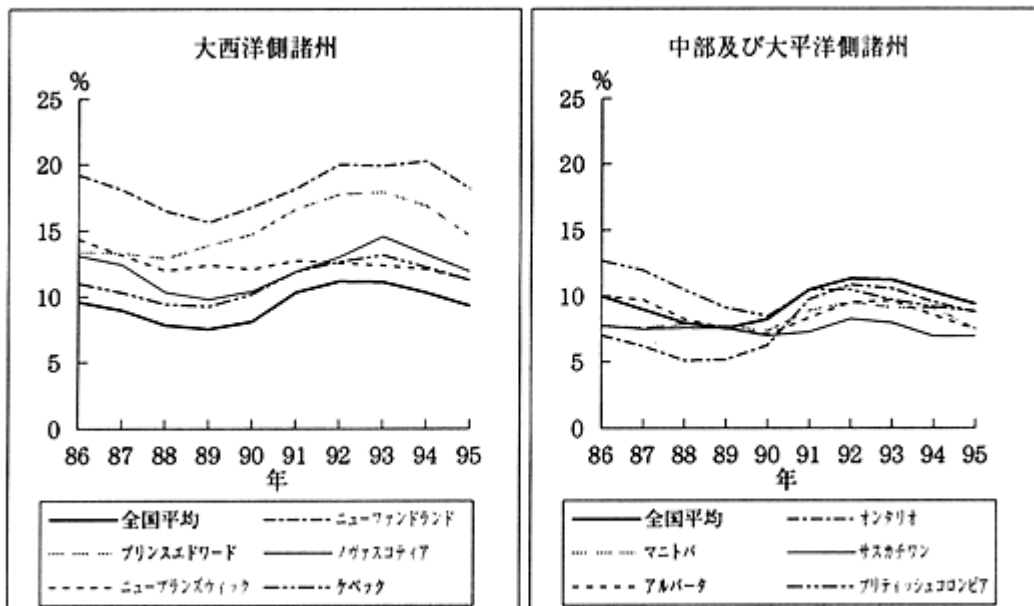 大西洋側諸州
%
25
20
15
10
5
0
86 87 88 89 90 91 92 93 94 95
年
全国平均 ニューファンドランド
プリンスエドワード ノヴァスコティア
ニューブランズウィック ケベック
中部及び大平洋側諸州
%
25
20
15
10
5
0
86 87 88 89 90 91 92 93 94 95
年
全国平均 オンタリオ
マニトバ サスカチワン
アルバータ ブリティッシュコロンビア